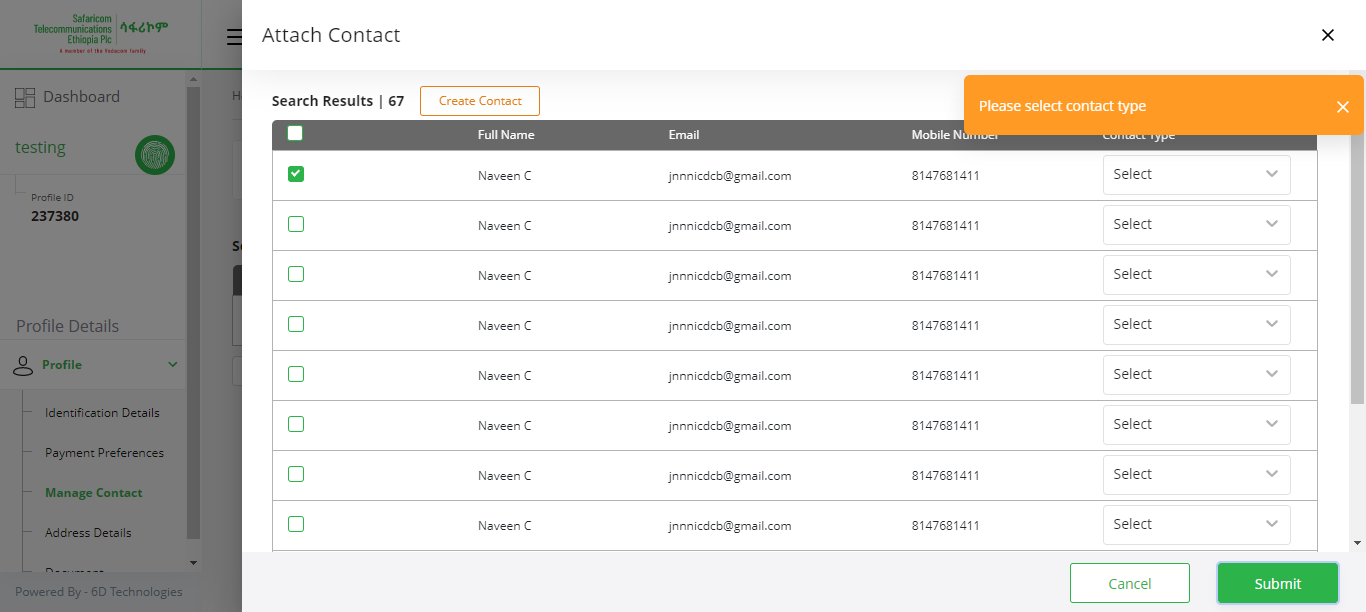 Safaricom
Telecommunications
Ethiopia Plc
ሳፋሪኮም
A member of the Vodacom family
Dashboard
testing
Profile ID
237380
Profile Details
Profile
Identification Details
Payment Preferences
Manage Contact
Address Details
Document
Powered By - 6D Technologies
Attach Contact
Please select contact type
Search Results | 67
Create Contact
Full Name Email Mobile Number Contact Type
Naveen C jnnnicdcb@gmail.com 8147681411 Select
Naveen C jnnnicdcb@gmail.com 8147681411 Select
Naveen C jnnnicdcb@gmail.com 8147681411 Select
Naveen C jnnnicdcb@gmail.com 8147681411 Select
Naveen C jnnnicdcb@gmail.com 8147681411 Select
Naveen C jnnnicdcb@gmail.com 8147681411 Select
Naveen C jnnnicdcb@gmail.com 8147681411 Select
Naveen C jnnnicdcb@gmail.com 8147681411 Select
Cancel
Submit